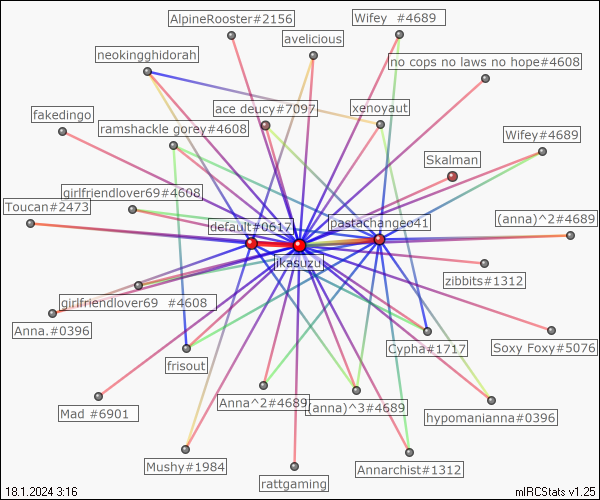 AlpineRooster#2156
Wifey  #4689
avelicious
neokingghidorah
no cops no laws no hope#4608
ace deucy#7097
xenoyaut
fakedingo
ramshackle gorey#4608
Wifey#4689
Skalman
girlfriendlover69#4608
Toucan#2473
default#0617
pastachangeo41
(anna)^2#4689
ikasuzu
zibbits#1312
girlfriendlover69  #4608
Anna.#0396
Cypha#1717
Soxy Foxy#5076
frisout
Mad #6901
Anna^2#4689
(anna)^3#4689
hypomanianna#0396
Mushy#1984
Annarchist#1312
rattgaming
18.1.2024 3:16
mIRCStats v1.25